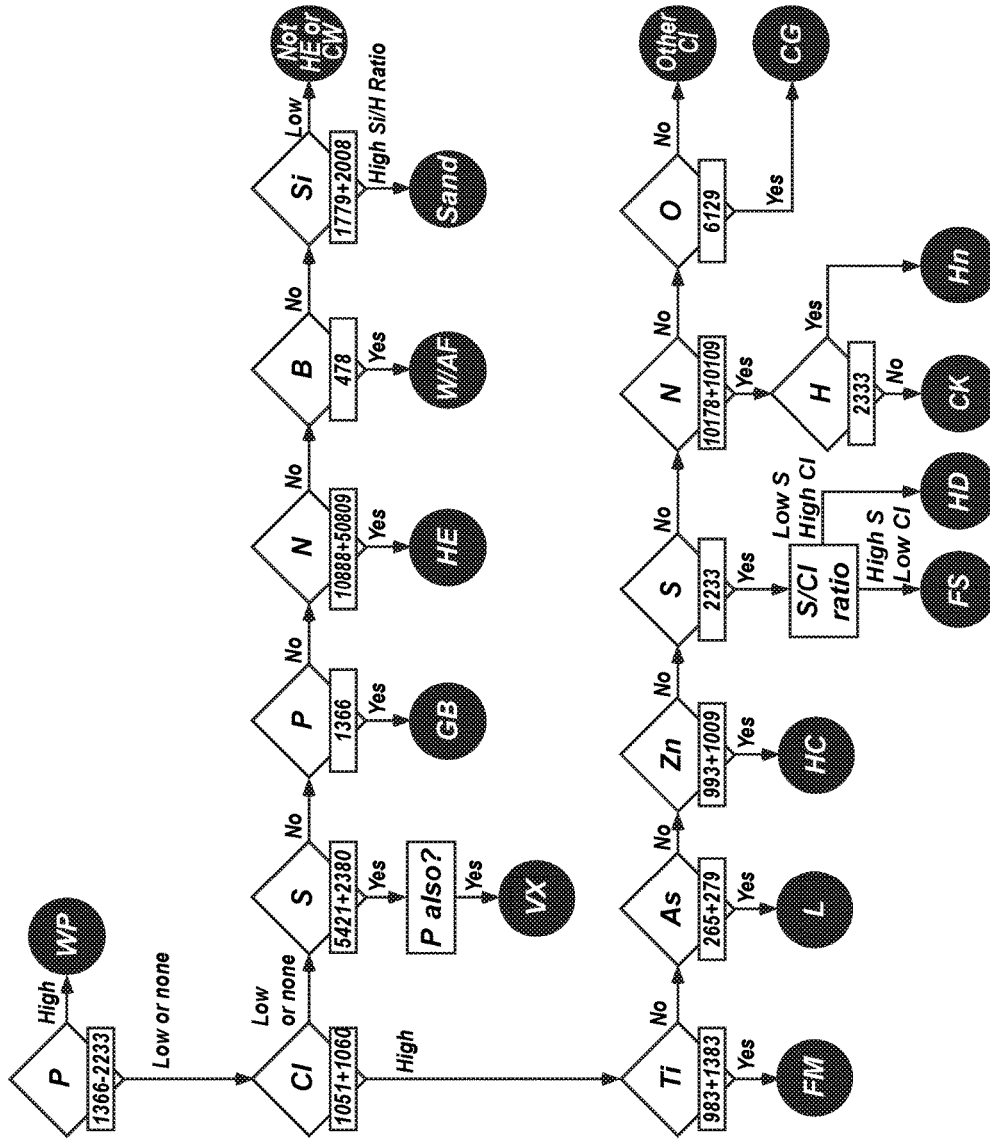 P
1366-2233
High
WP
Low or none
Cl
1051+1060
Low
or none
High
S
5421+2380
No
Yes
P also?
Yes
VX
P
1366
No
Yes
GB
N
10888+50809
No
Yes
HE
B
478
No
Yes
W/AF
Si
1779+2008
Low
Not
HE or
CW
High Si/H Ratio
Sand
Ti
983+1383
No
Yes
FM
As
265+279
No
Yes
L
Zn
993+1009
No
Yes
HC
S
2233
No
Yes
S/Cl
ratio
Low S
High Cl
HD
High S
Low Cl
FS
N
10178+10109
No
Yes
H
2333
Yes
Hn
No
CK
O
6129
No
Other
Cl
Yes
CG